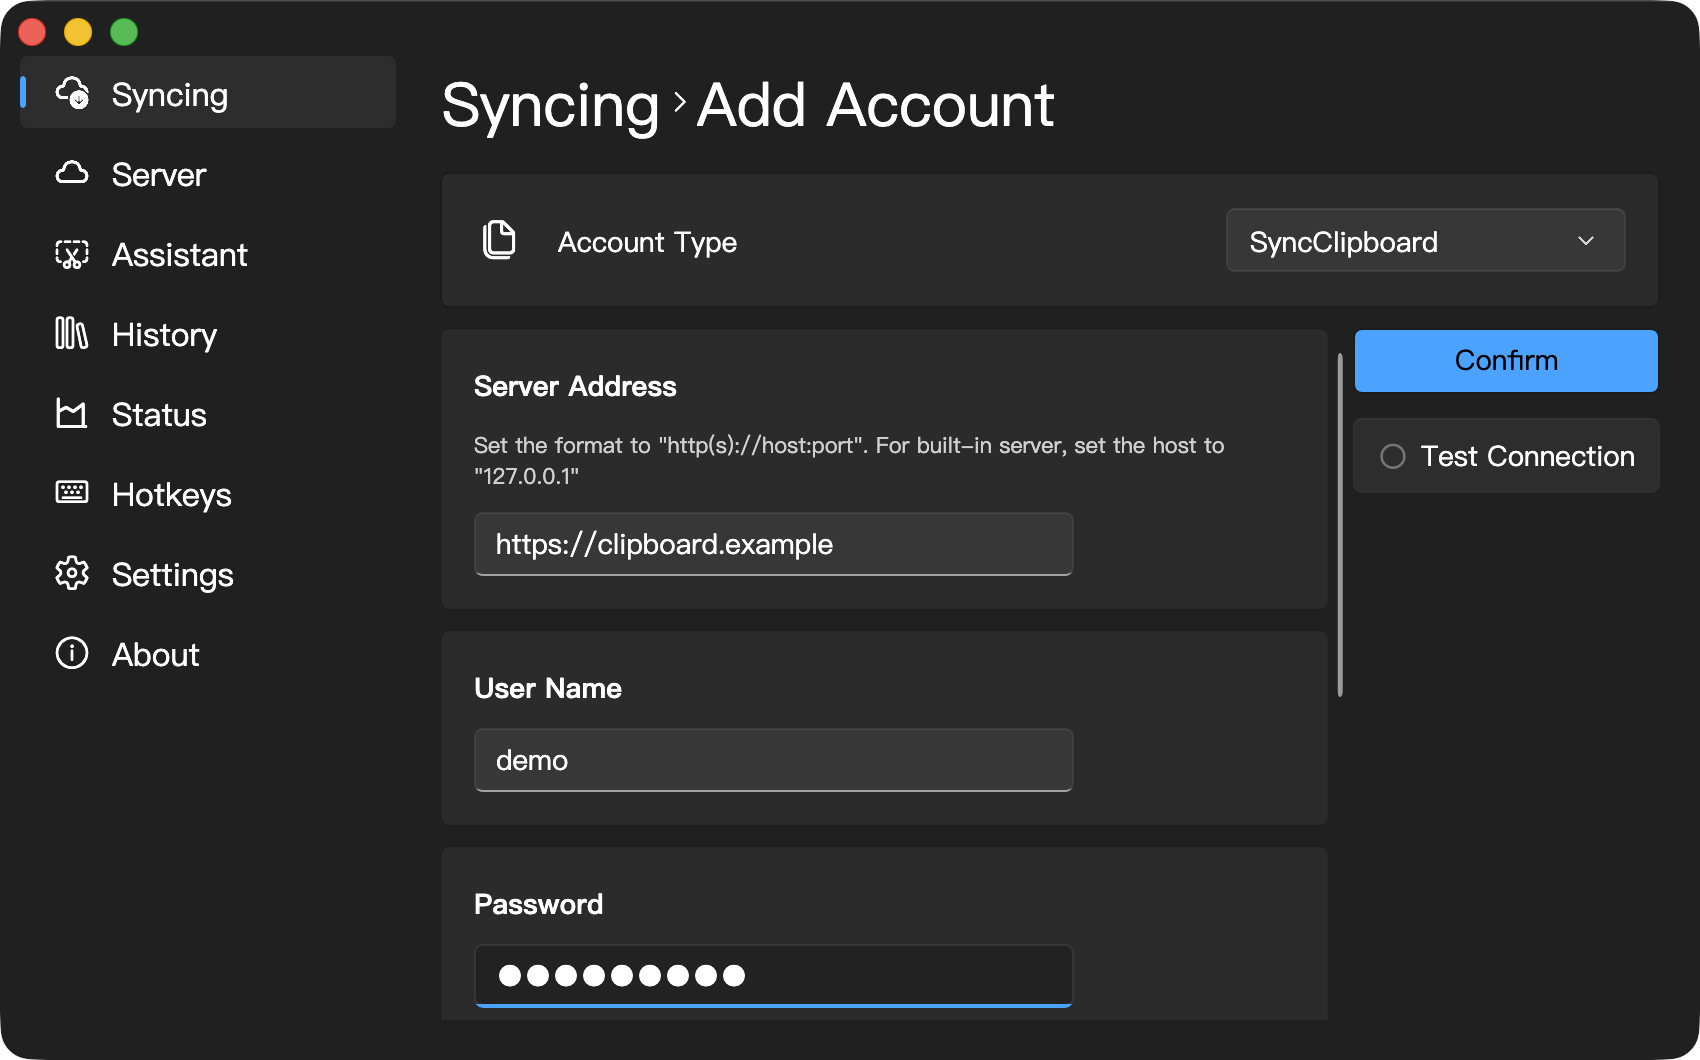 Syncing
Server
Assistant
History
Status
Hotkeys
Settings
About
Syncing › Add Account
Account Type
SyncClipboard
Server Address
Set the format to "http(s)://host:port". For built-in server, set the host to
"127.0.0.1"
https://clipboard.example
User Name
demo
Password
●●●●●●●●●
Confirm
Test Connection